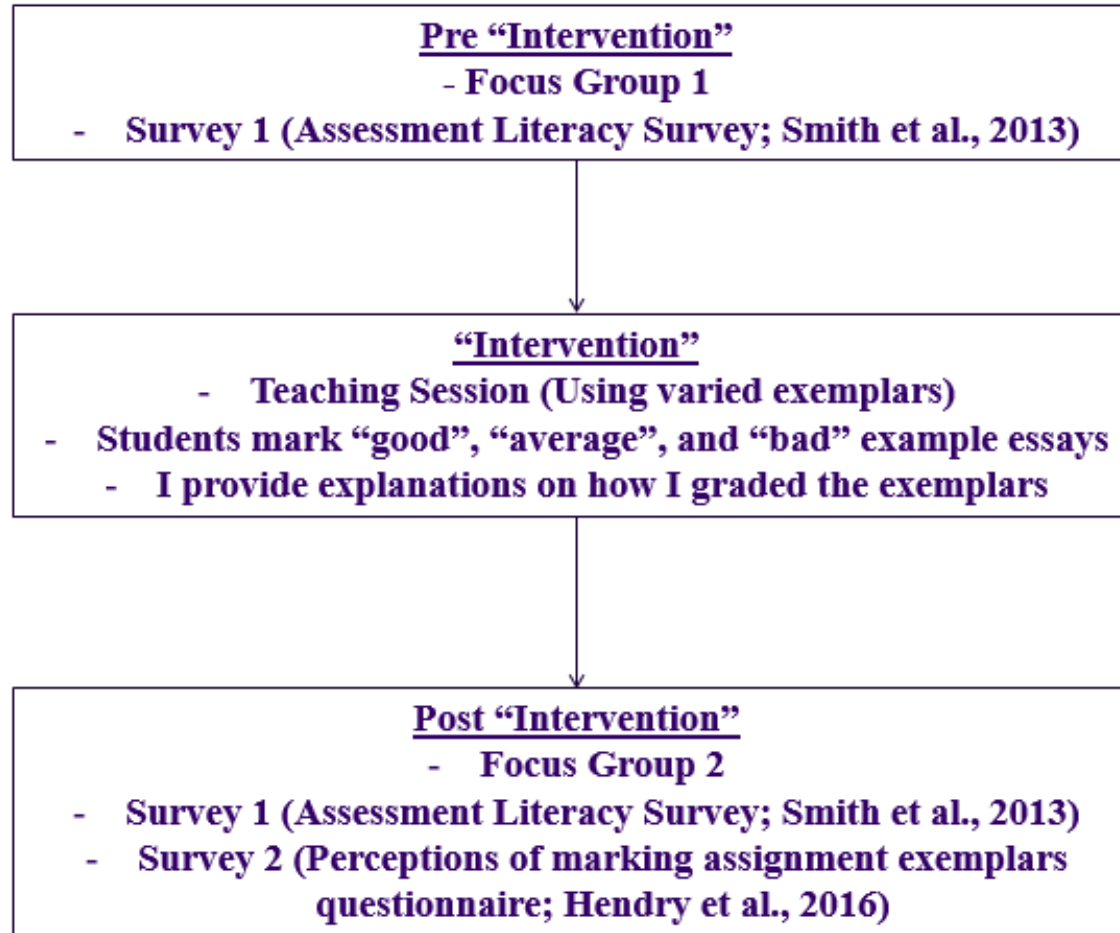 Pre “Intervention”
- Focus Group 1
- Survey 1 (Assessment Literacy Survey; Smith et al., 2013)
“Intervention”
- Teaching Session (Using varied exemplars)
- Students mark “good”, “average”, and “bad” example essays
- I provide explanations on how I graded the exemplars
Post “Intervention”
- Focus Group 2
- Survey 1 (Assessment Literacy Survey; Smith et al., 2013)
- Survey 2 (Perceptions of marking assignment exemplars
questionnaire; Hendry et al., 2016)